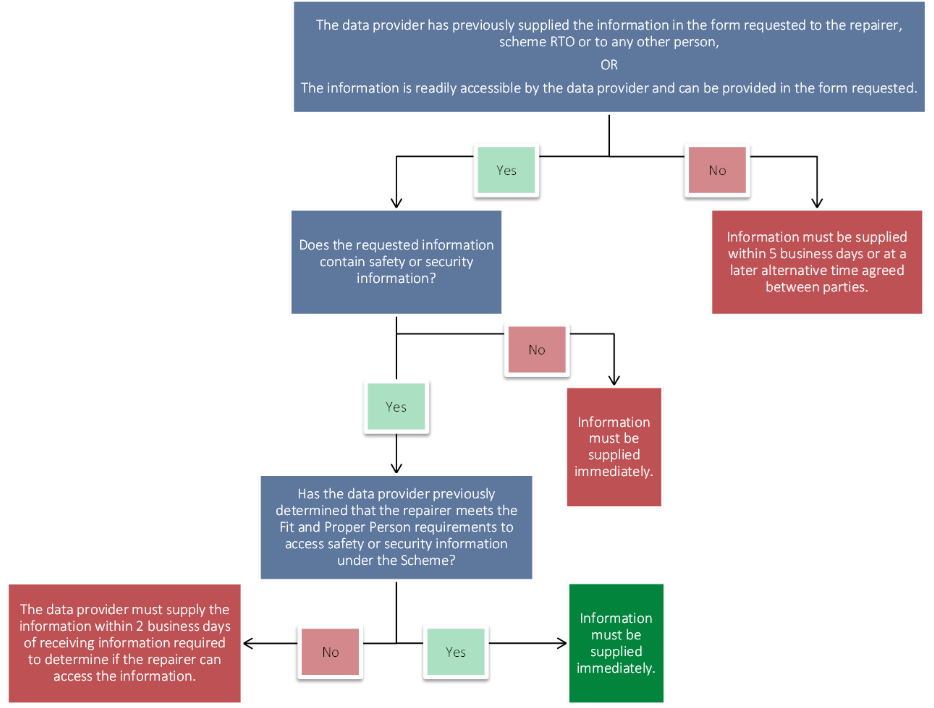 The data provider has previously supplied the information in the form requested to the repairer,
scheme RTO or to any other person,
OR
The information is readily accessible by the data provider and can be provided in the form requested.
Yes
No
Does the requested information
contain safety or security
information?
Information must be supplied
within 5 business days or at a
later alternative time agreed
between parties.
No
Yes
Information
must be
supplied
immediately.
Has the data provider previously
determined that the repairer meets the
Fit and Proper Person requirements to
access safety or security information
under the Scheme?
The data provider must supply the
information within 2 business days
of receiving information required
to determine if the repairer can
access the information.
No
Yes
Information
must be
supplied
immediately.